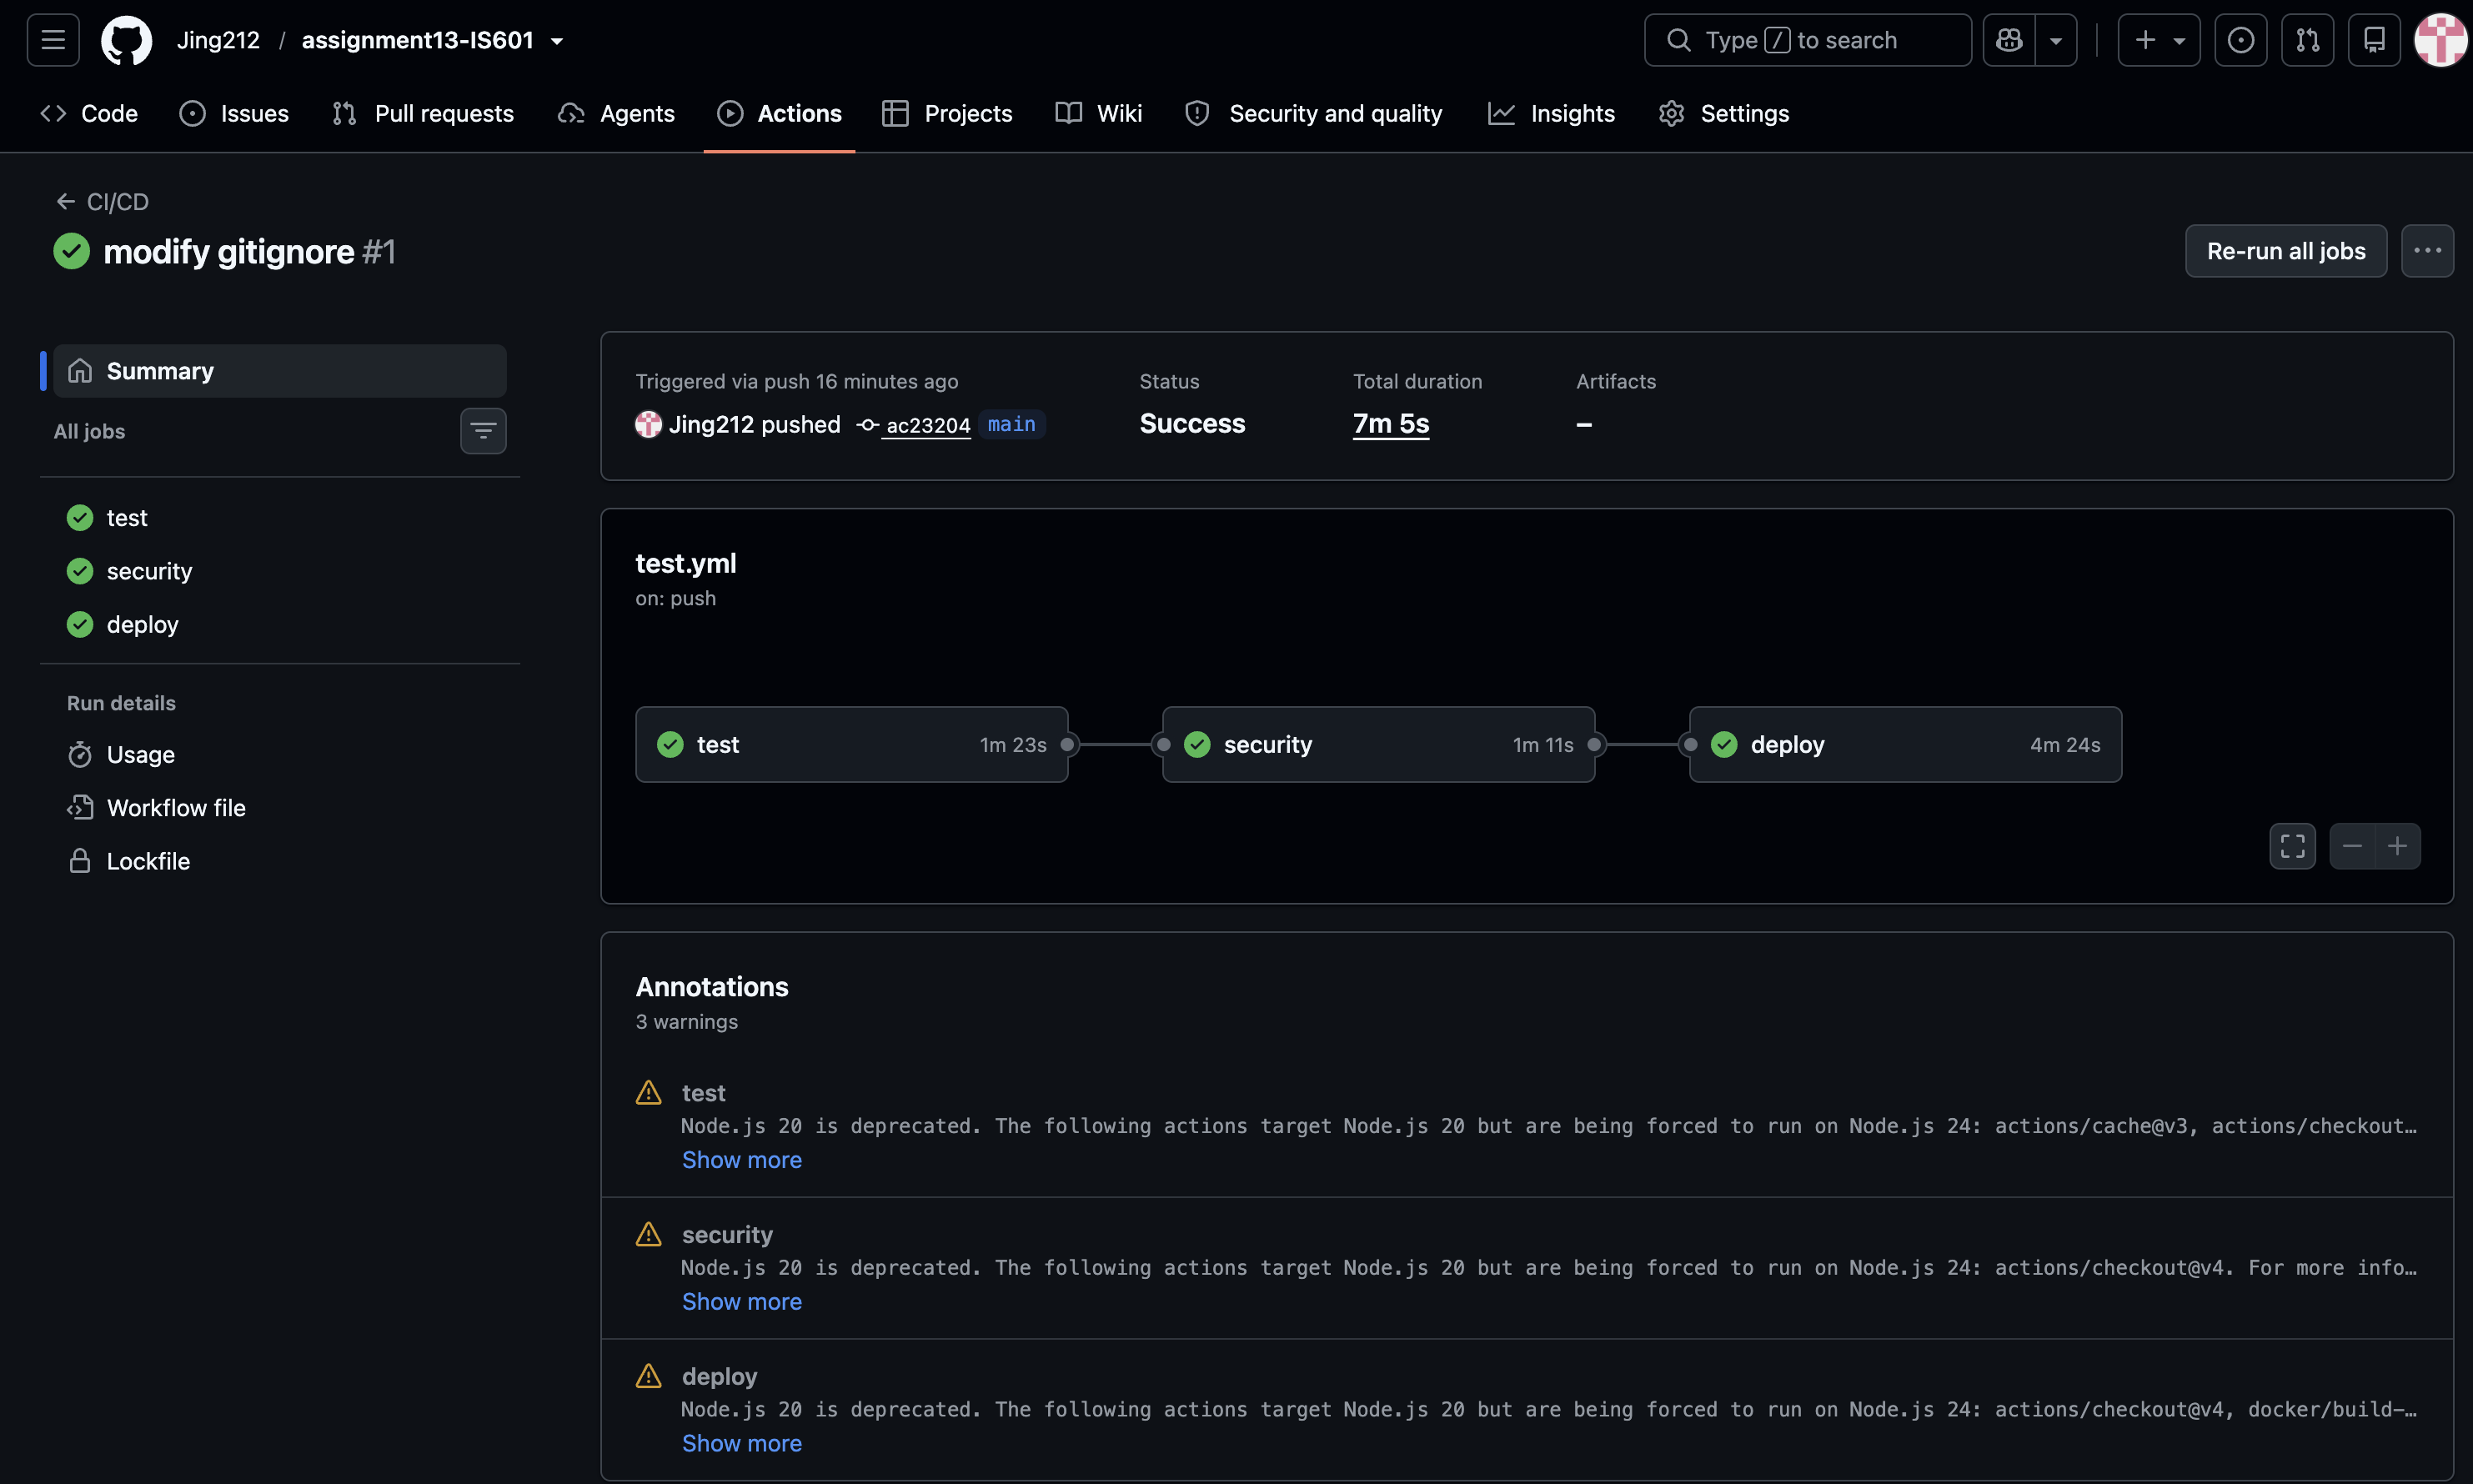 Jing212 / assignment13-IS601
Type / to search
Code Issues Pull requests Agents Actions Projects Wiki Security and quality Insights Settings
CI/CD
modify gitignore #1
Re-run all jobs
Summary
All jobs
test
security
deploy
Run details
Usage
Workflow file
Lockfile
Triggered via push 16 minutes ago
Jing212 pushed ac23204 main
Status
Success
Total duration
7m 5s
Artifacts
–
test.yml
on: push
test 1m 23s
security 1m 11s
deploy 4m 24s
Annotations
3 warnings
test
Node.js 20 is deprecated. The following actions target Node.js 20 but are being forced to run on Node.js 24: actions/cache@v3, actions/checkout…
Show more
security
Node.js 20 is deprecated. The following actions target Node.js 20 but are being forced to run on Node.js 24: actions/checkout@v4. For more info…
Show more
deploy
Node.js 20 is deprecated. The following actions target Node.js 20 but are being forced to run on Node.js 24: actions/checkout@v4, docker/build-…
Show more